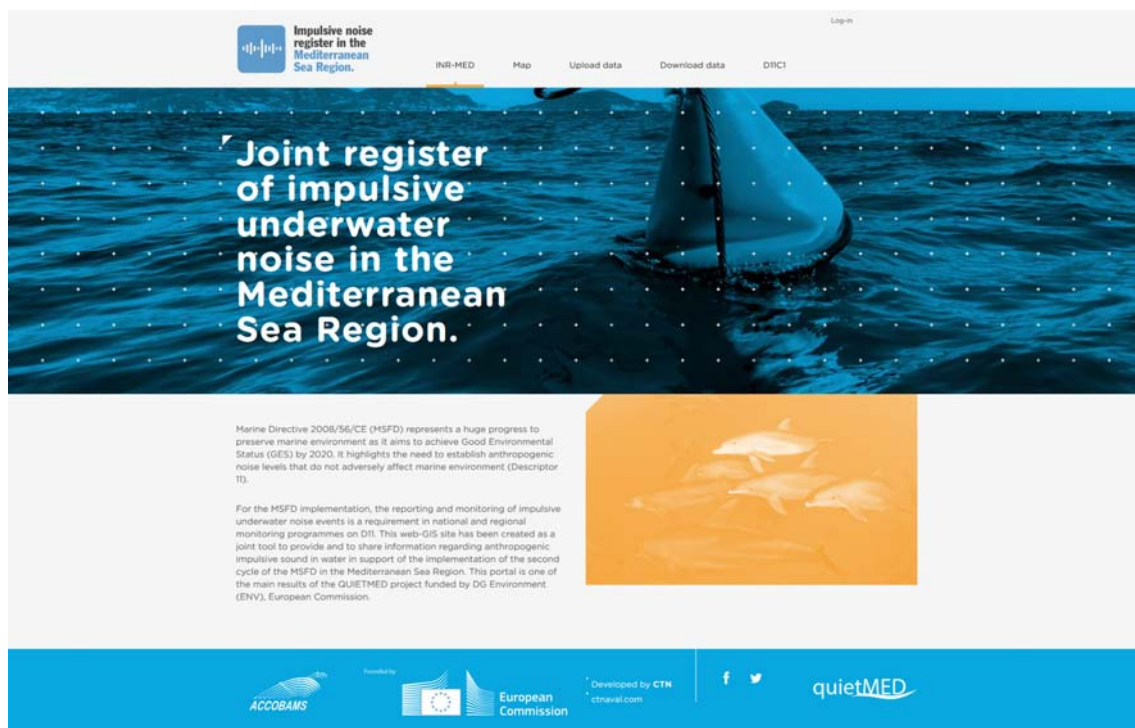 Log-in
Impulsive noise
register in the
Mediterranean
Sea Region.
INR-MED
Map
Upload data
Download data
D11C1
Joint register
of impulsive
underwater
noise in the
Mediterranean
Sea Region.
Marine Directive 2008/56/CE (MSFD) represents a huge progress to
preserve marine environment as it aims to achieve Good Environmental
Status (GES) by 2020. It highlights the need to establish anthropogenic
noise levels that do not adversely affect marine environment (Descriptor
11).
For the MSFD implementation, the reporting and monitoring of impulsive
underwater noise events is a requirement in national and regional
monitoring programmes on D11. This web-GIS site has been created as a
joint tool to provide and to share information regarding anthropogenic
impulsive sound in water in support of the implementation of the second
cycle of the MSFD in the Mediterranean Sea Region. This portal is one of
the main results of the QUIETMED project funded by DG Environment
(ENV), European Commission.
ACCOBAMS
Founded by
European
Commission
Developed by CTN
ctnaval.com
quietMED